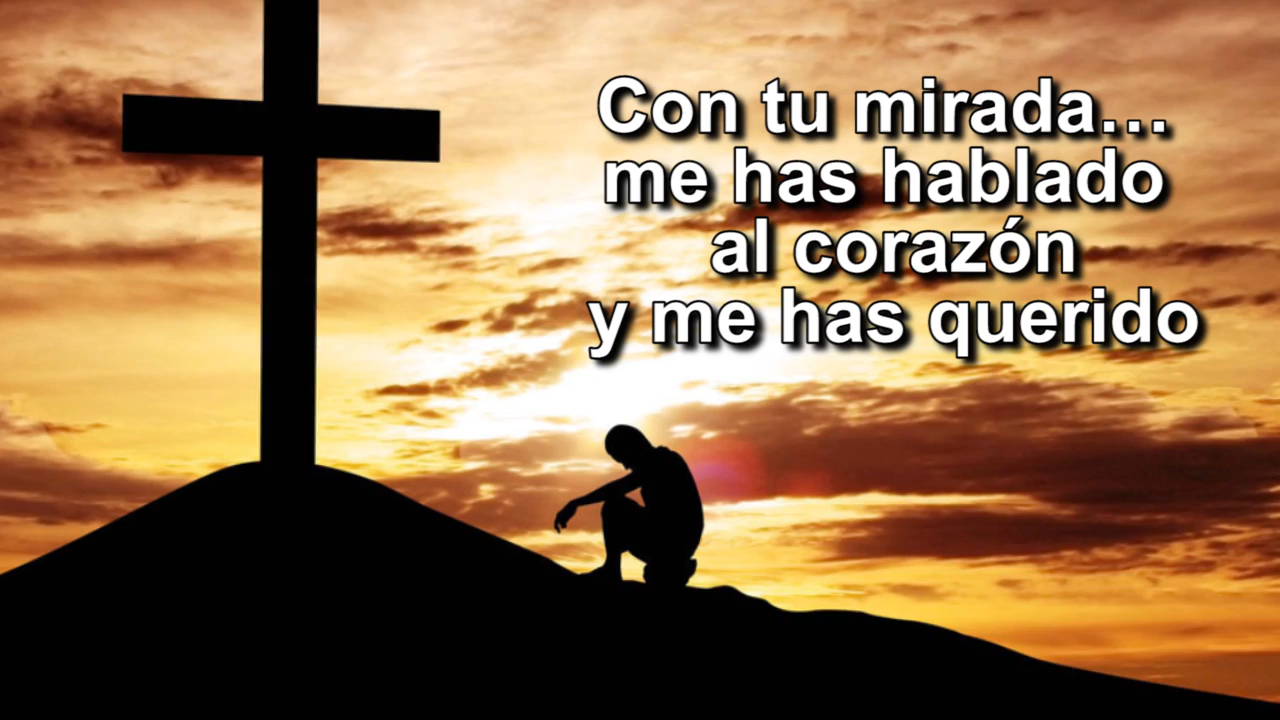 Con tu mirada...
me has hablado
al corazón
y me has querido